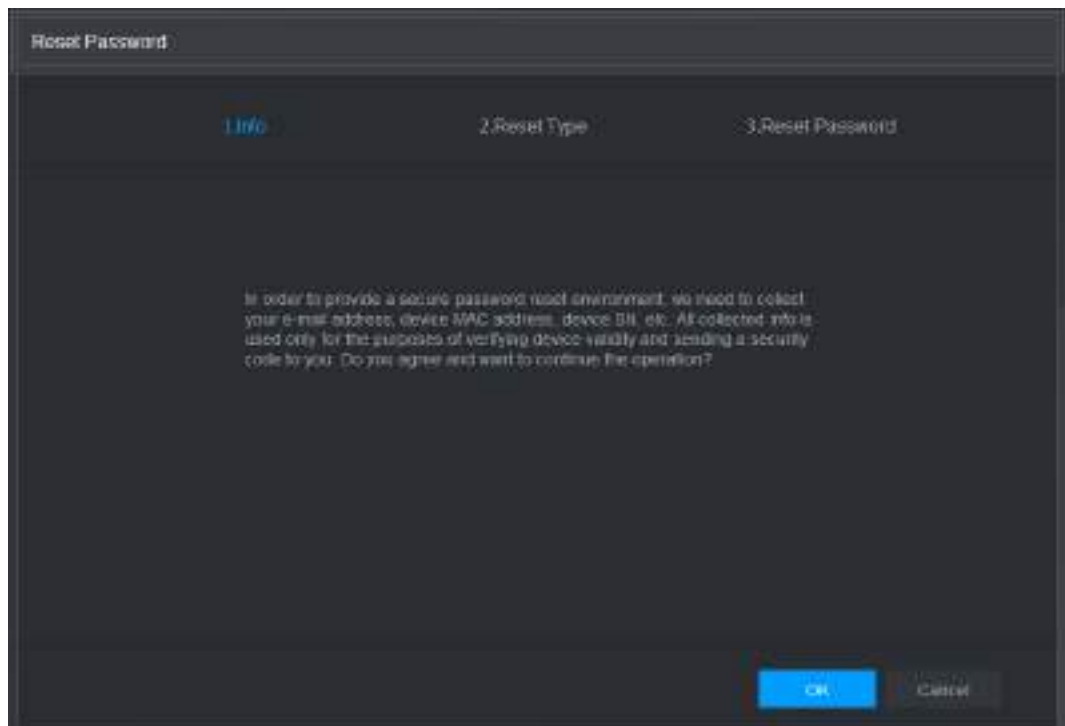 Reset Password
1.Info
2.Reset Type
3.Reset Password
In order to provide a secure password reset environment, we need to collect
your e-mail address, device MAC address, device SN, etc. All collected info is
used only for the purposes of verifying device validity and sending a security
code to you. Do you agree and want to continue the operation?
OK
Cancel